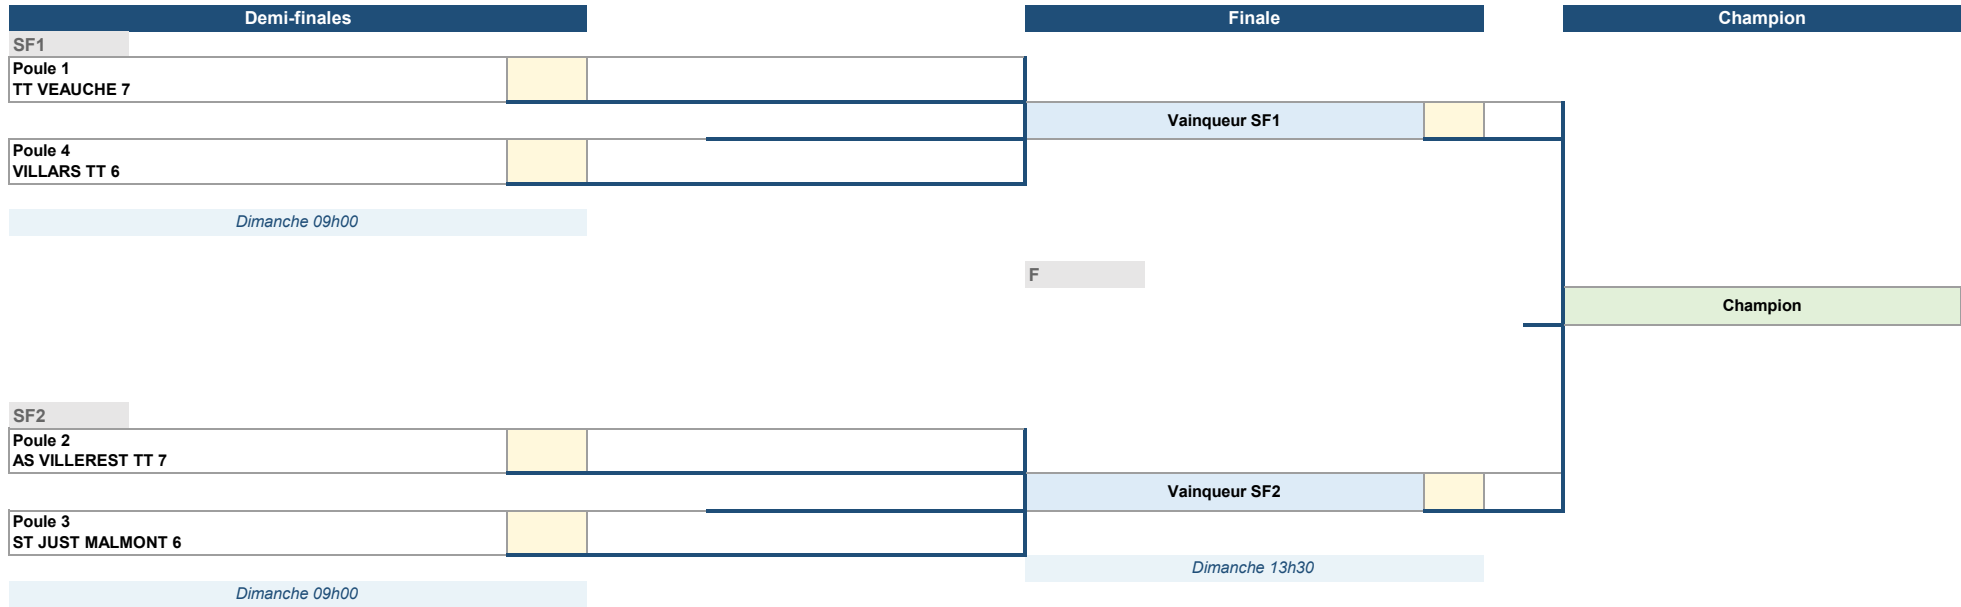 Demi-finales
Finale
Champion
SF1
Poule 1
TT VEAUCHE 7
Vainqueur SF1
Poule 4
VILLARS TT 6
Dimanche 09h00
F
Champion
SF2
Poule 2
AS VILLEREST TT 7
Vainqueur SF2
Poule 3
ST JUST MALMONT 6
Dimanche 13h30
Dimanche 09h00